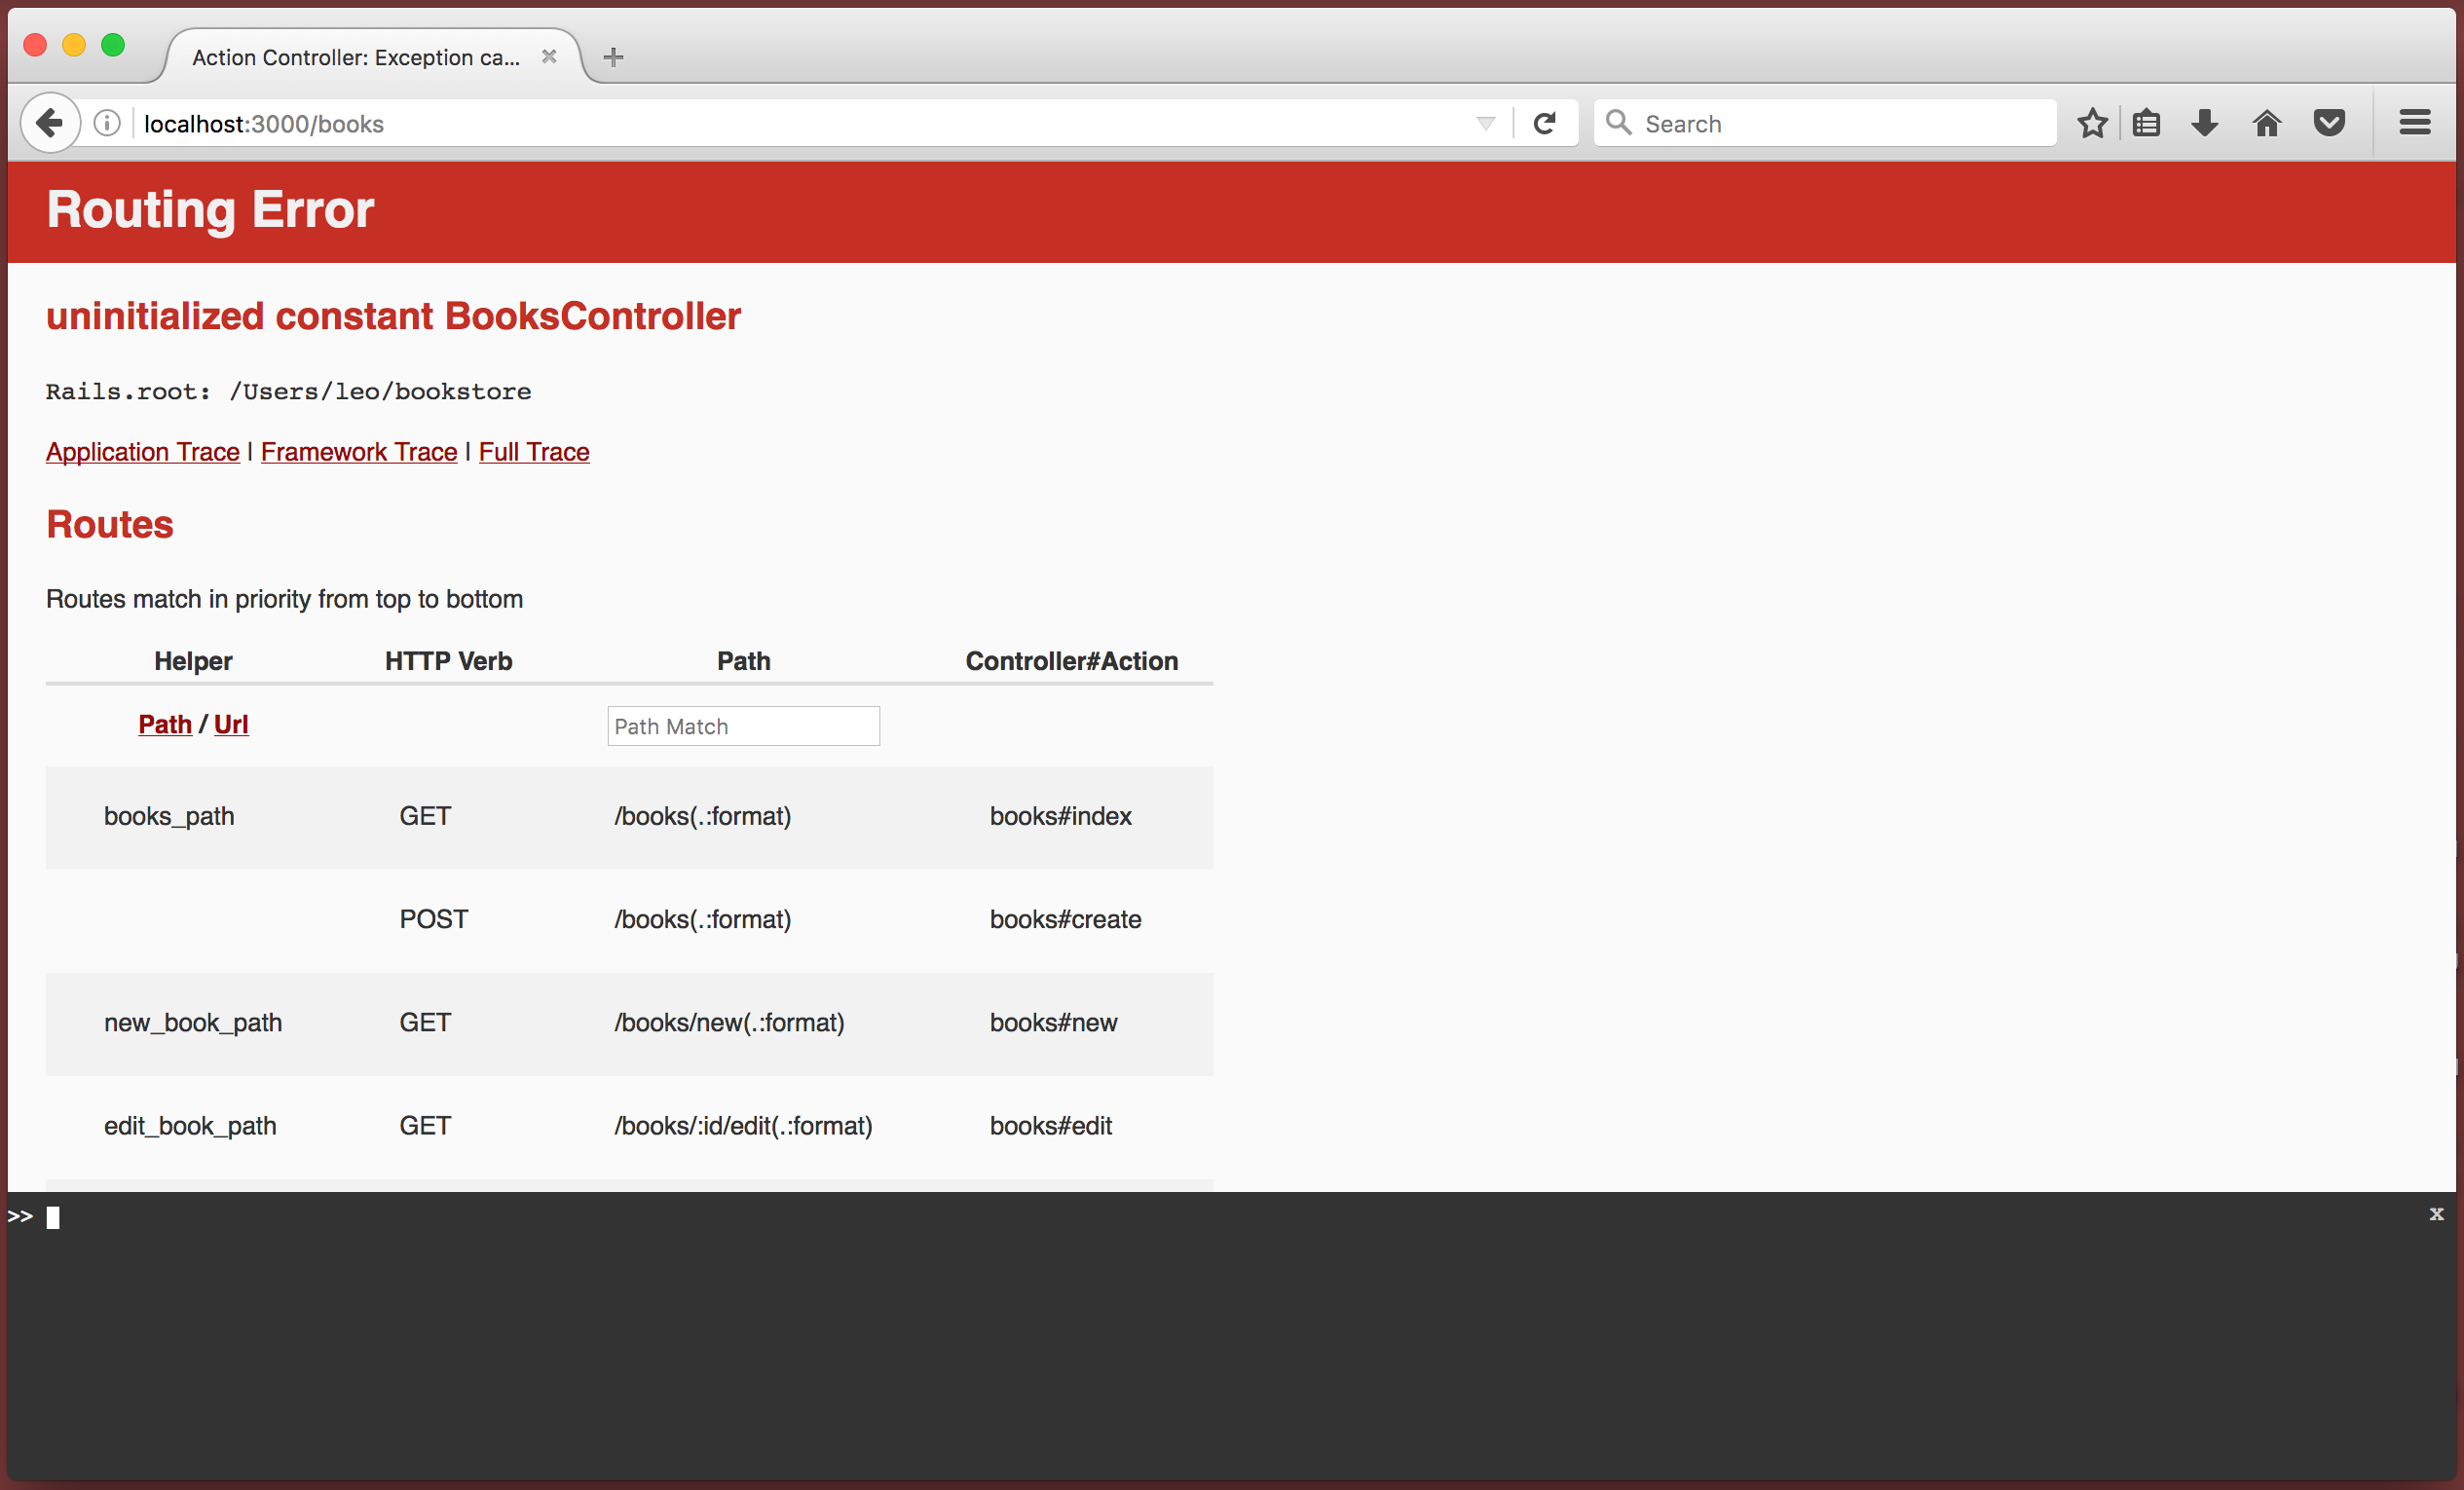 Action Controller: Exception ca...
localhost:3000/books
Search
Routing Error
uninitialized constant BooksController
Rails.root: /Users/leo/bookstore
Application Trace | Framework Trace | Full Trace
Routes
Routes match in priority from top to bottom
Helper HTTP Verb Path Controller#Action
Path / Url Path Match
books_path GET /books(.:format) books#index
POST /books(.:format) books#create
new_book_path GET /books/new(.:format) books#new
edit_book_path GET /books/:id/edit(.:format) books#edit
>> x